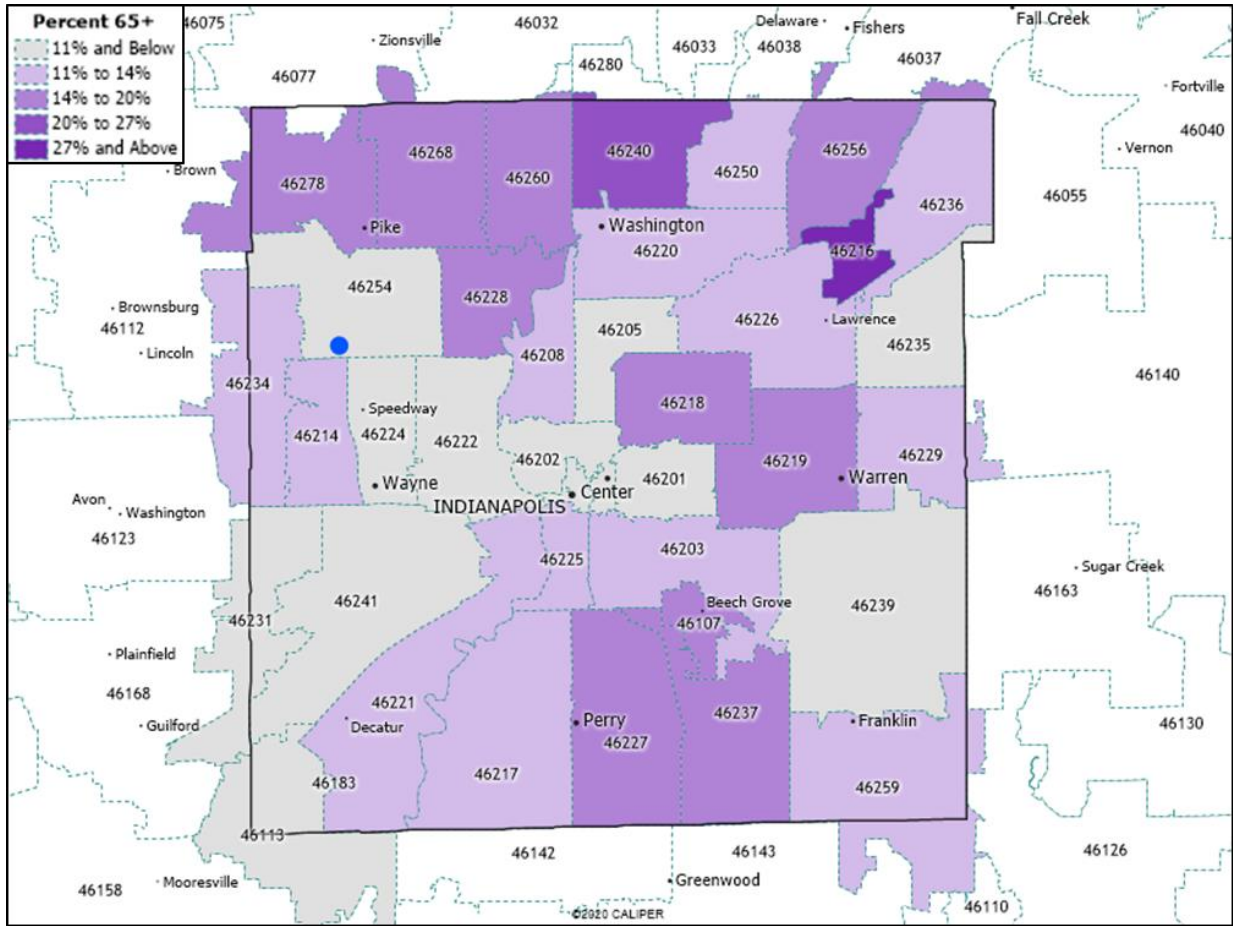 Percent 65+
11% and Below
11% to 14%
14% to 20%
20% to 27%
27% and Above
46075
46032
Delaware
Fishers
Fall Creek
Zionsville
46033
46038
46037
46280
46077
Fortville
46040
Vernon
Brown
46268
46240
46256
46278
46260
46250
46055
46236
Pike
Washington
46220
46216
46254
46228
Brownsburg
46112
Lincoln
46205
46226
Lawrence
46235
46208
46234
46140
46218
Speedway
46214
46224
46222
46202
46219
46229
46201
Warren
Wayne
Center
INDIANAPOLIS
Avon
Washington
46123
46225
46203
Sugar Creek
46163
46241
Beech Grove
46107
46239
46231
Plainfield
46168
46221
Decatur
Guilford
Perry
46227
46237
Franklin
46130
46183
46217
46259
46113
46142
46143
46126
Mooresville
46158
Greenwood
46110
©2020 CALIPER